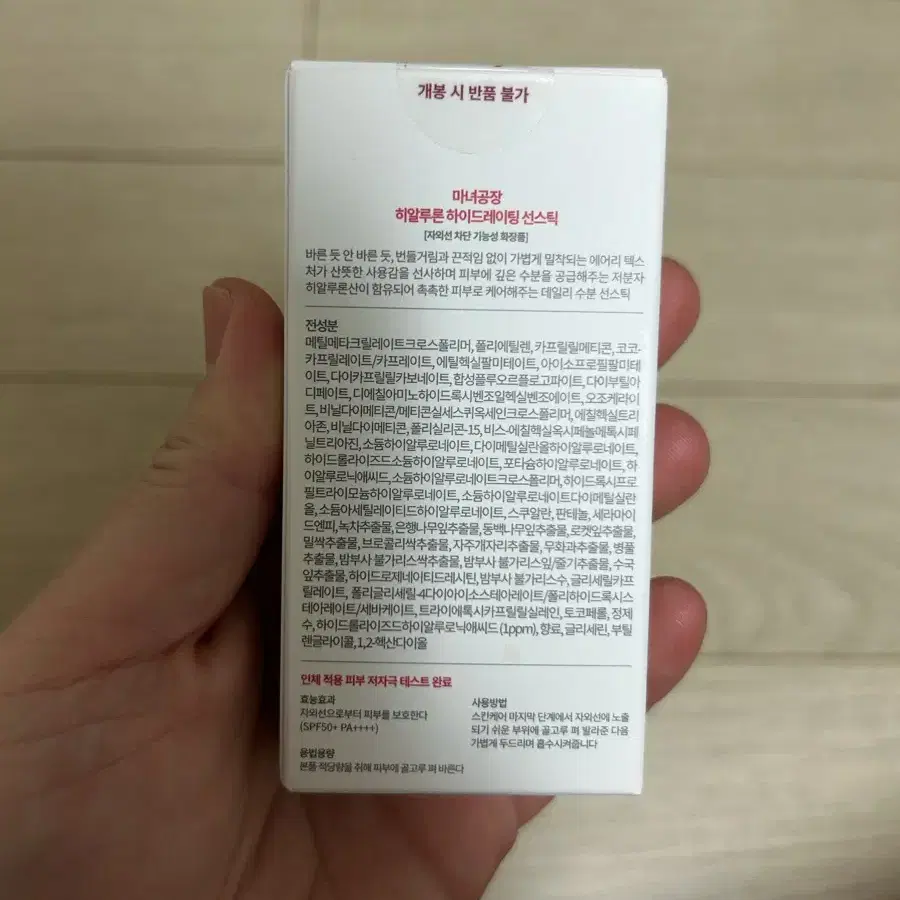 개봉 시 반품 불가
마녀공장
히알루론 하이드레이팅 선스틱
[자외선 차단 기능성 화장품]
바른 듯 안 바른 듯, 번들거림과 끈적임 없이 가볍게 밀착되는 에어리 텍스
처가 산뜻한 사용감을 선사하며 피부에 깊은 수분을 공급해주는 저분자
히알루론산이 함유되어 촉촉한 피부로 케어해주는 데일리 수분 선스틱
전성분
메틸메타크릴레이트크로스폴리머, 폴리에틸렌, 카프릴릴메티콘, 코코-
카프릴레이트/카프레이트, 에틸헥실팔미테이트, 아이소프로필팔미테
이트, 다이카프릴릴카보네이트, 합성플루오르플로고파이트, 다이부틸아
디페이트, 디에칠아미노하이드록시벤조일헥실벤조에이트, 오조케라이
트, 비닐다이메티콘/메티콘실세스퀴옥세인크로스폴리머, 에칠헥실트리
아존, 비닐다이메티콘, 폴리실리콘-15, 비스-에칠헥실옥시페놀메톡시페
닐트리아진, 소듐하이알루로네이트, 다이메틸실란올하이알루로네이트,
하이드롤라이즈드소듐하이알루로네이트, 포타슘하이알루로네이트, 하
이알루로닉애씨드, 소듐하이알루로네이트크로스폴리머, 하이드록시프로
필트라이모늄하이알루로네이트, 소듐하이알루로네이트다이메틸실란
올, 소듐아세틸레이티드하이알루로네이트, 스쿠알란, 판테놀, 세라마이
드엔피, 녹차추출물, 은행나무잎추출물, 동백나무잎추출물, 로켓잎추출물,
밀싹추출물, 브로콜리싹추출물, 자주개자리추출물, 무화과추출물, 병풀
추출물, 밤부사 불가리스싹추출물, 밤부사 불가리스잎/줄기추출물, 수국
잎추출물, 하이드로제네이티드레시틴, 밤부사 불가리스수, 글리세릴카프
릴레이트, 폴리글리세릴-4다이아이소스테아레이트/폴리하이드록시스
테아레이트/세바케이트, 트라이에톡시카프릴릴실레인, 토코페롤, 정제
수, 하이드롤라이즈드하이알루로닉애씨드 (1ppm), 향료, 글리세린, 부틸
렌글라이콜, 1,2-헥산다이올
인체 적용 피부 저자극 테스트 완료
효능효과
자외선으로부터 피부를 보호한다
(SPF50+ PA++++)
용법용량
본품 적당량을 취해 피부에 골고루 펴 바른다
사용방법
스킨케어 마지막 단계에서 자외선에 노출
되기 쉬운 부위에 골고루 펴 발라준 다음
가볍게 두드리며 흡수시켜줍니다